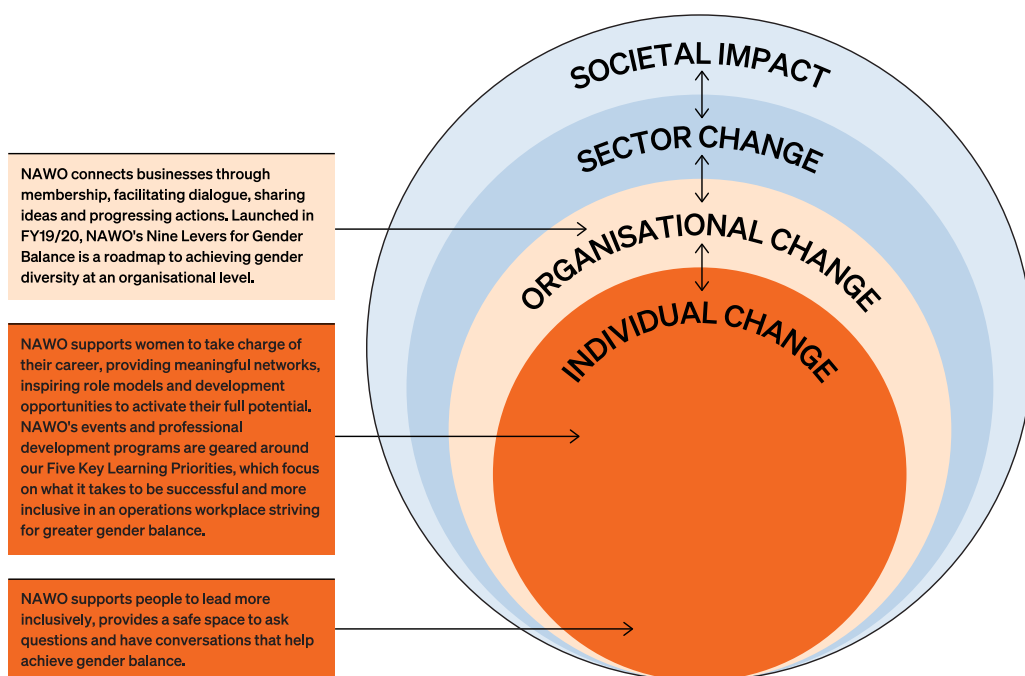 SOCIETAL IMPACT
SECTOR CHANGE
ORGANISATIONAL CHANGE
INDIVIDUAL CHANGE
NAWO connects businesses through
membership, facilitating dialogue, sharing
ideas and progressing actions. Launched in
FY19/20, NAWO's Nine Levers for Gender
Balance is a roadmap to achieving gender
diversity at an organisational level.
NAWO supports women to take charge of
their career, providing meaningful networks,
inspiring role models and development
opportunities to activate their full potential.
NAWO's events and professional
development programs are geared around
our Five Key Learning Priorities, which focus
on what it takes to be successful and more
inclusive in an operations workplace striving
for greater gender balance.
NAWO supports people to lead more
inclusively, provides a safe space to ask
questions and have conversations that help
achieve gender balance.